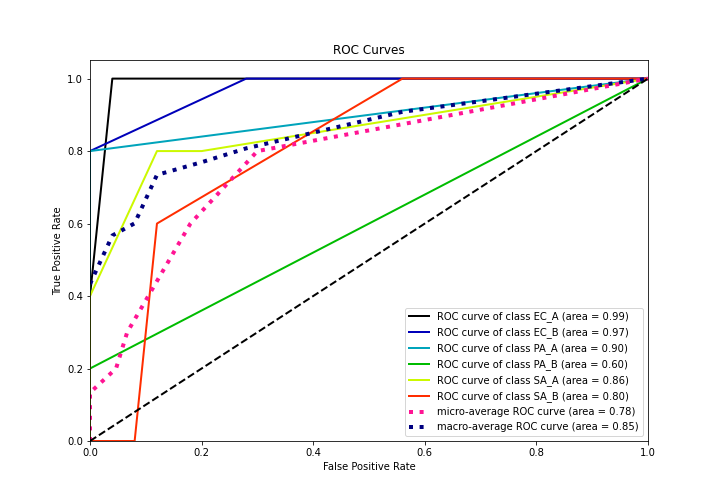 ROC Curves
True Positive Rate
1.0
0.8
0.6
0.4
0.2
0.0
0.0 0.2 0.4 0.6 0.8 1.0
False Positive Rate
ROC curve of class EC_A (area = 0.99)
ROC curve of class EC_B (area = 0.97)
ROC curve of class PA_A (area = 0.90)
ROC curve of class PA_B (area = 0.60)
ROC curve of class SA_A (area = 0.86)
ROC curve of class SA_B (area = 0.80)
micro-average ROC curve (area = 0.78)
macro-average ROC curve (area = 0.85)